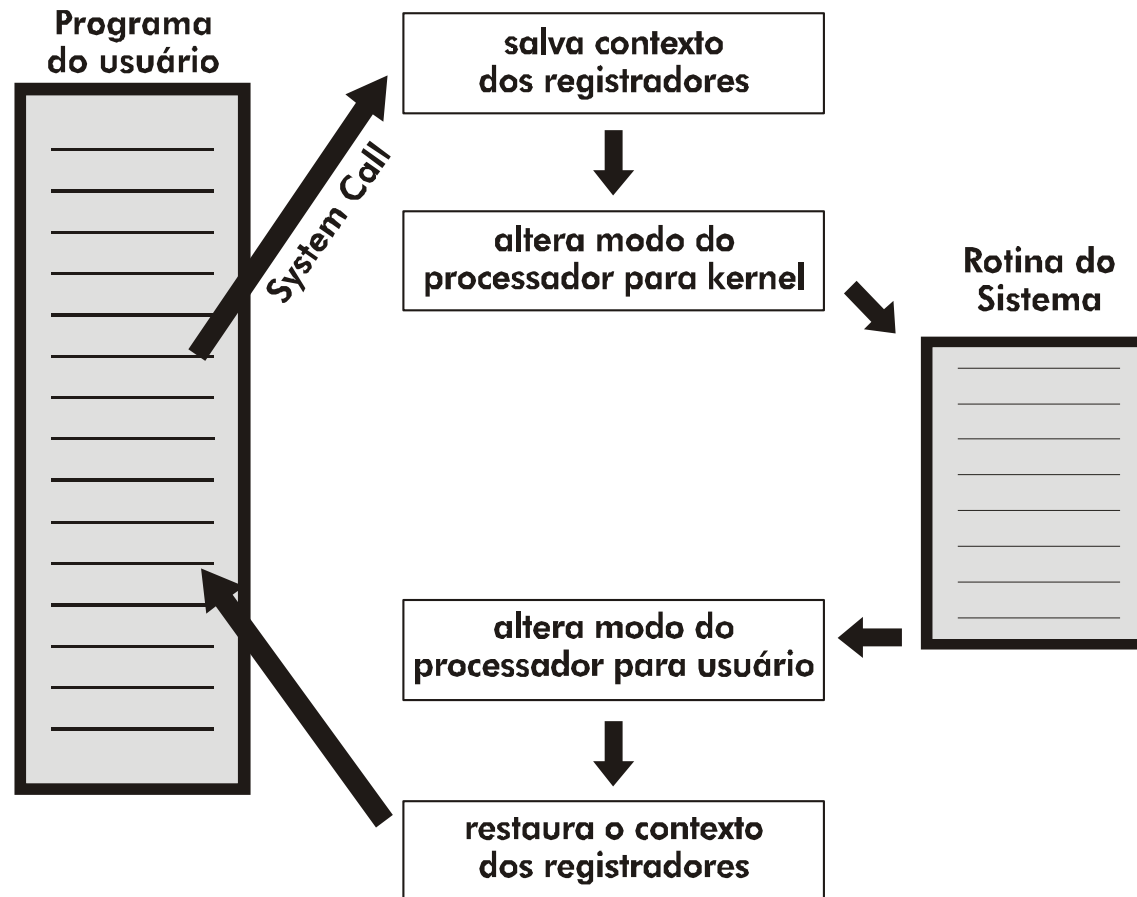 Programa
do usuário
System Call
salva contexto
dos registradores
altera modo do
processador para kernel
Rotina do
Sistema
altera modo do
processador para usuário
restaura o contexto
dos registradores